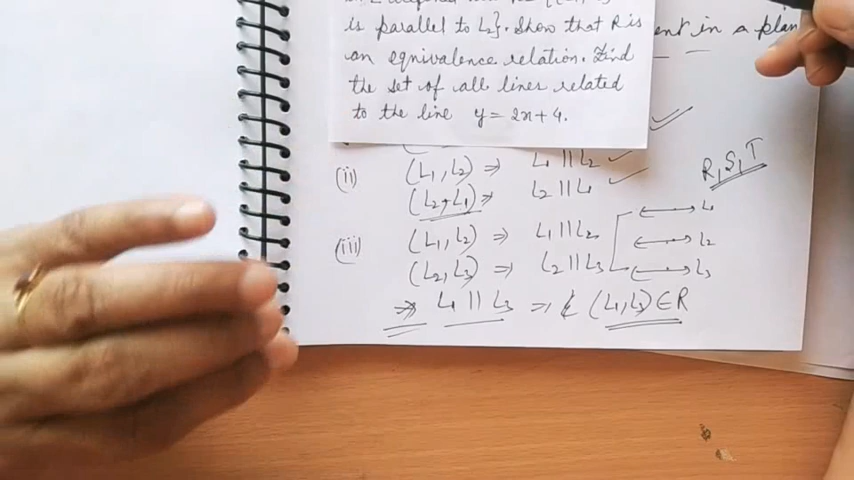 is parallel to L₂}. Show that R is
an equivalence relation. Find
the set of all lines related
to the line y = 2x + 4.
ent in a plan
(ii) (L₁, L₂) ⇒ L₁ || L₂ ✓
(L₂, L₁) ⇒ L₂ || L₁ ✓
R, S, T
(iii) (L₁, L₂) ⇒ L₁ || L₂
(L₂, L₃) ⇒ L₂ || L₃
L₁
L₂
L₃
⇒ L₁ || L₃ ⇒ (L₁, L₃) ∈ R